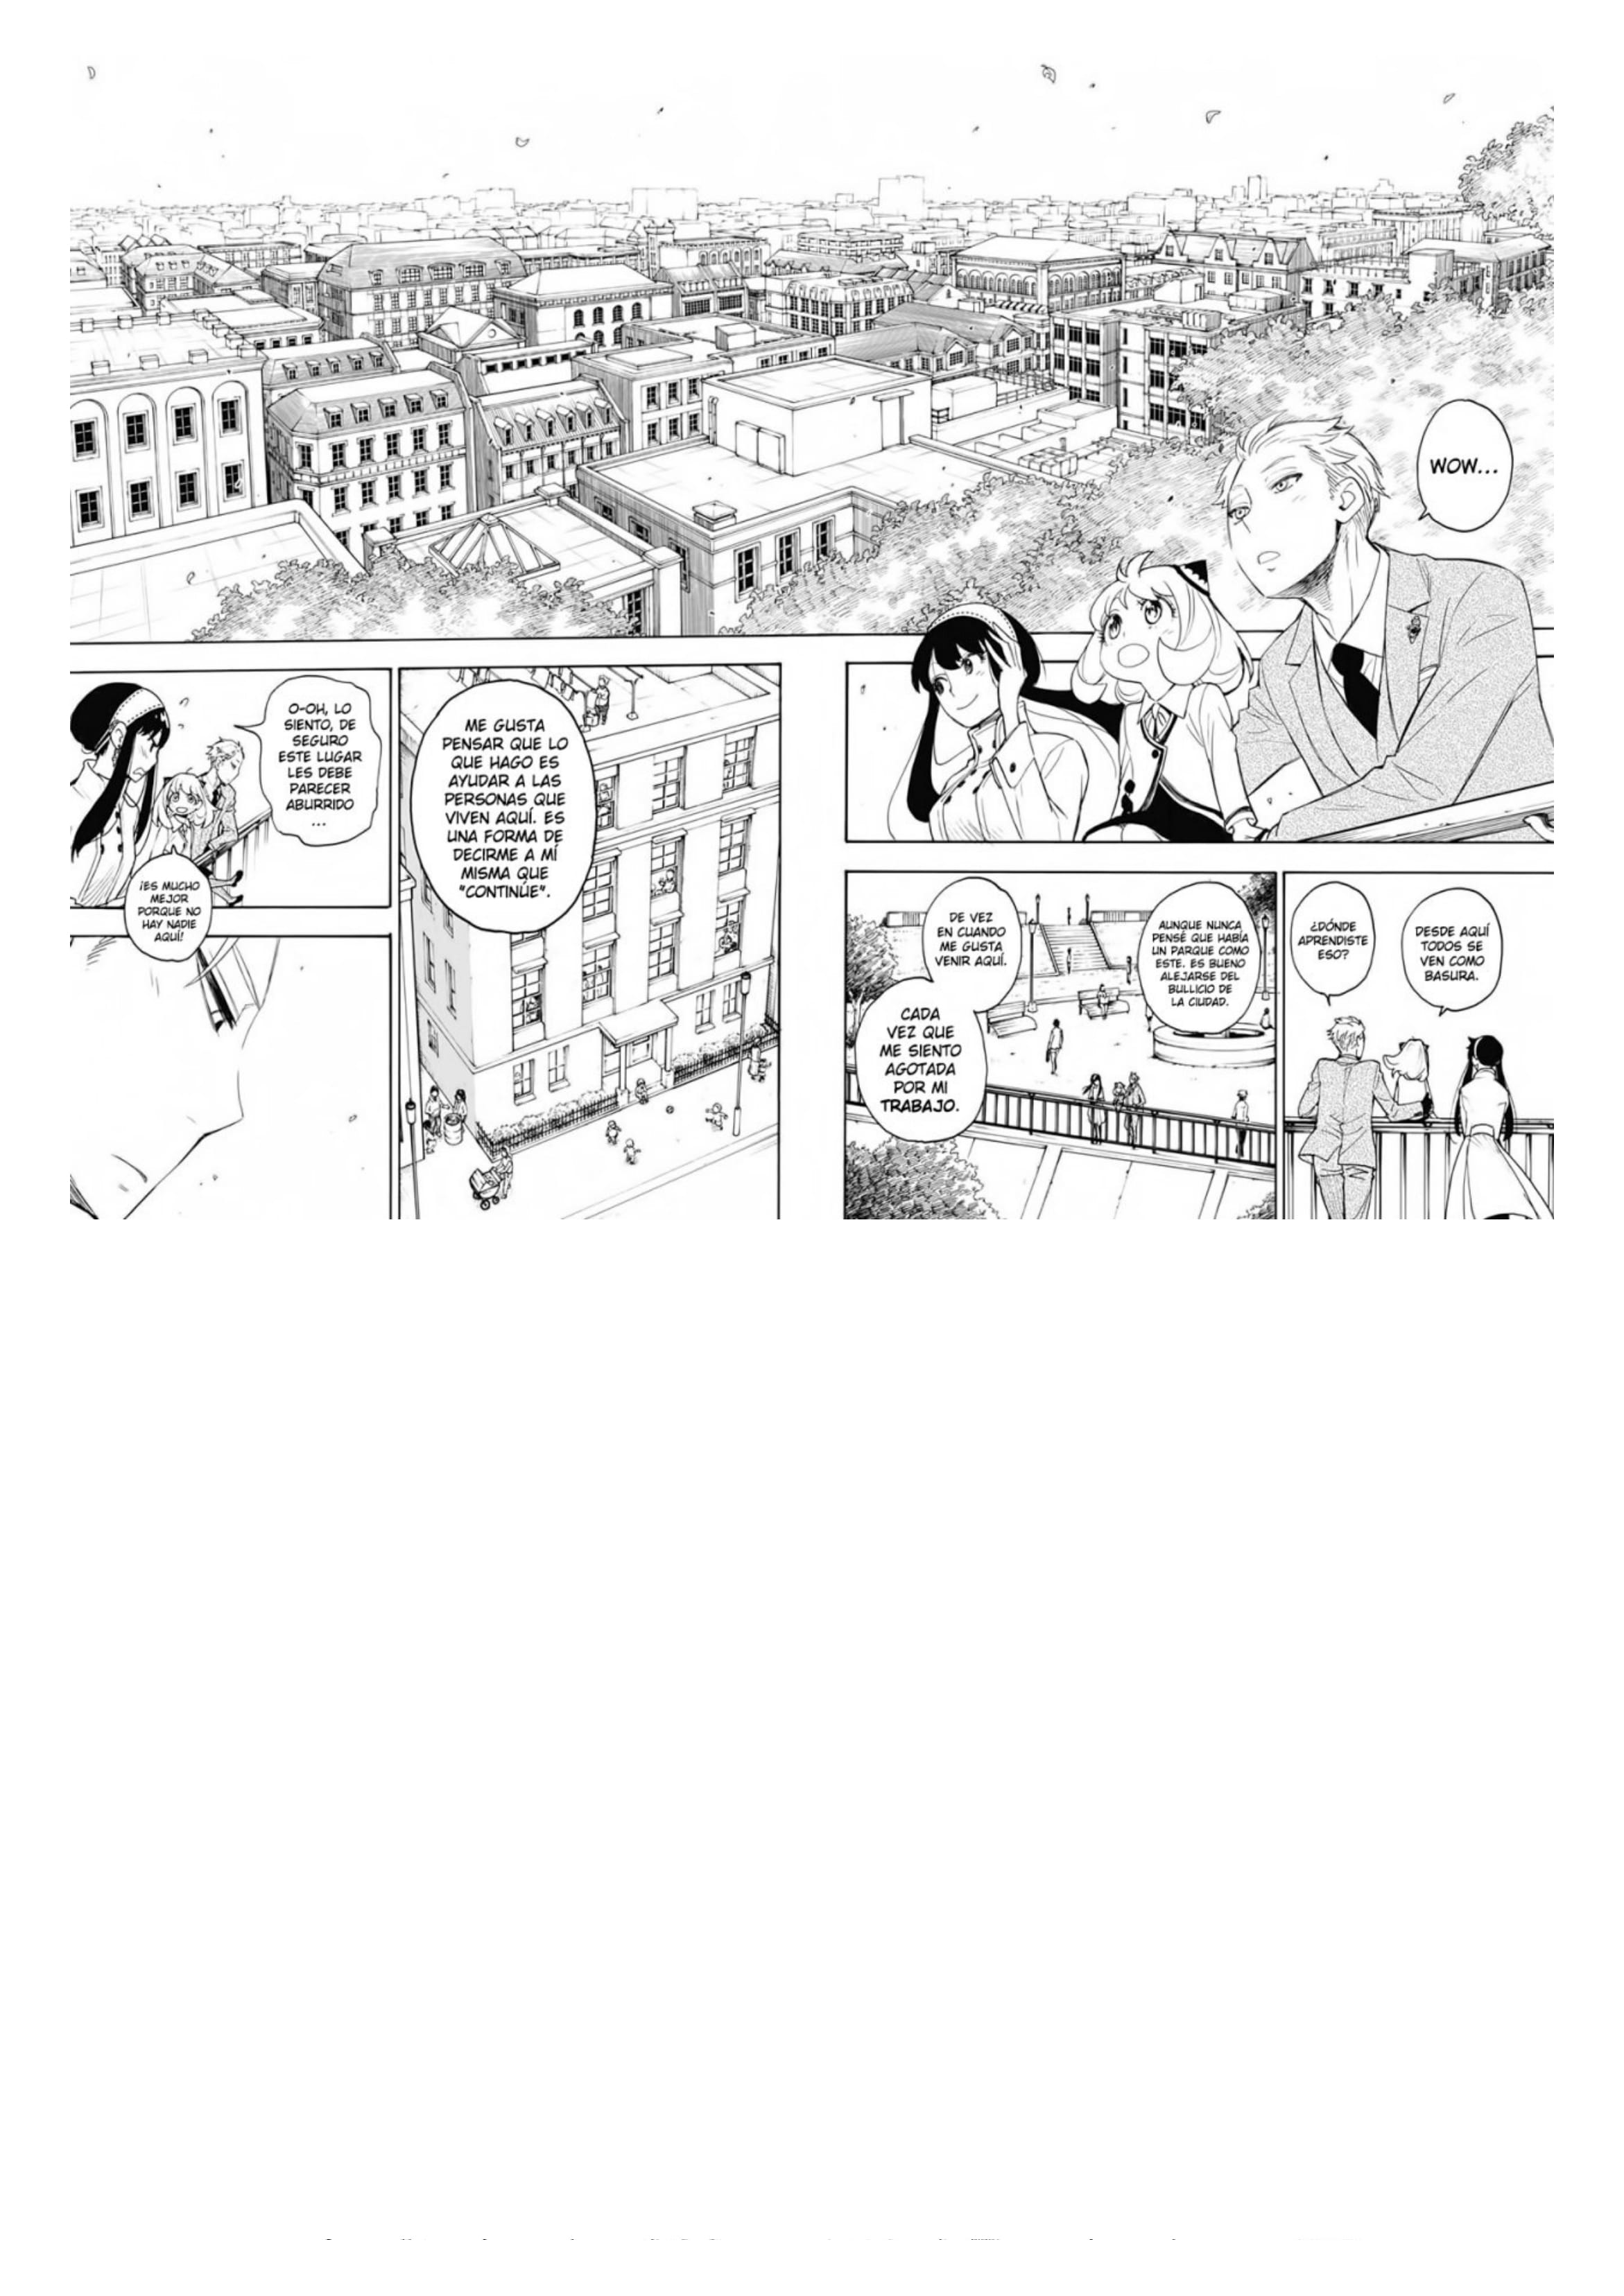 WOW...
DESDE AQUÍ
TODOS SE
VEN COMO
BASURA.
¿DÓNDE
APRENDISTE
ESO?
AUNQUE NUNCA
PENSÉ QUE HABÍA
UN PARQUE COMO
ESTE. ES BUENO
ALEJARSE DEL
BULLICIO DE
LA CIUDAD.
DE VEZ
EN CUANDO
ME GUSTA
VENIR AQUÍ.
CADA
VEZ QUE
ME SIENTO
AGOTADA
POR MI
TRABAJO.
ME GUSTA
PENSAR QUE LO
QUE HAGO ES
AYUDAR A LAS
PERSONAS QUE
VIVEN AQUÍ. ES
UNA FORMA DE
DECIRME A MÍ
MISMA QUE
"CONTINÚE".
O-OH, LO
SIENTO, DE
SEGURO
ESTE LUGAR
LES DEBE
PARECER
ABURRIDO
...
¡ES MUCHO
MEJOR
PORQUE NO
HAY NADIE
AQUÍ!